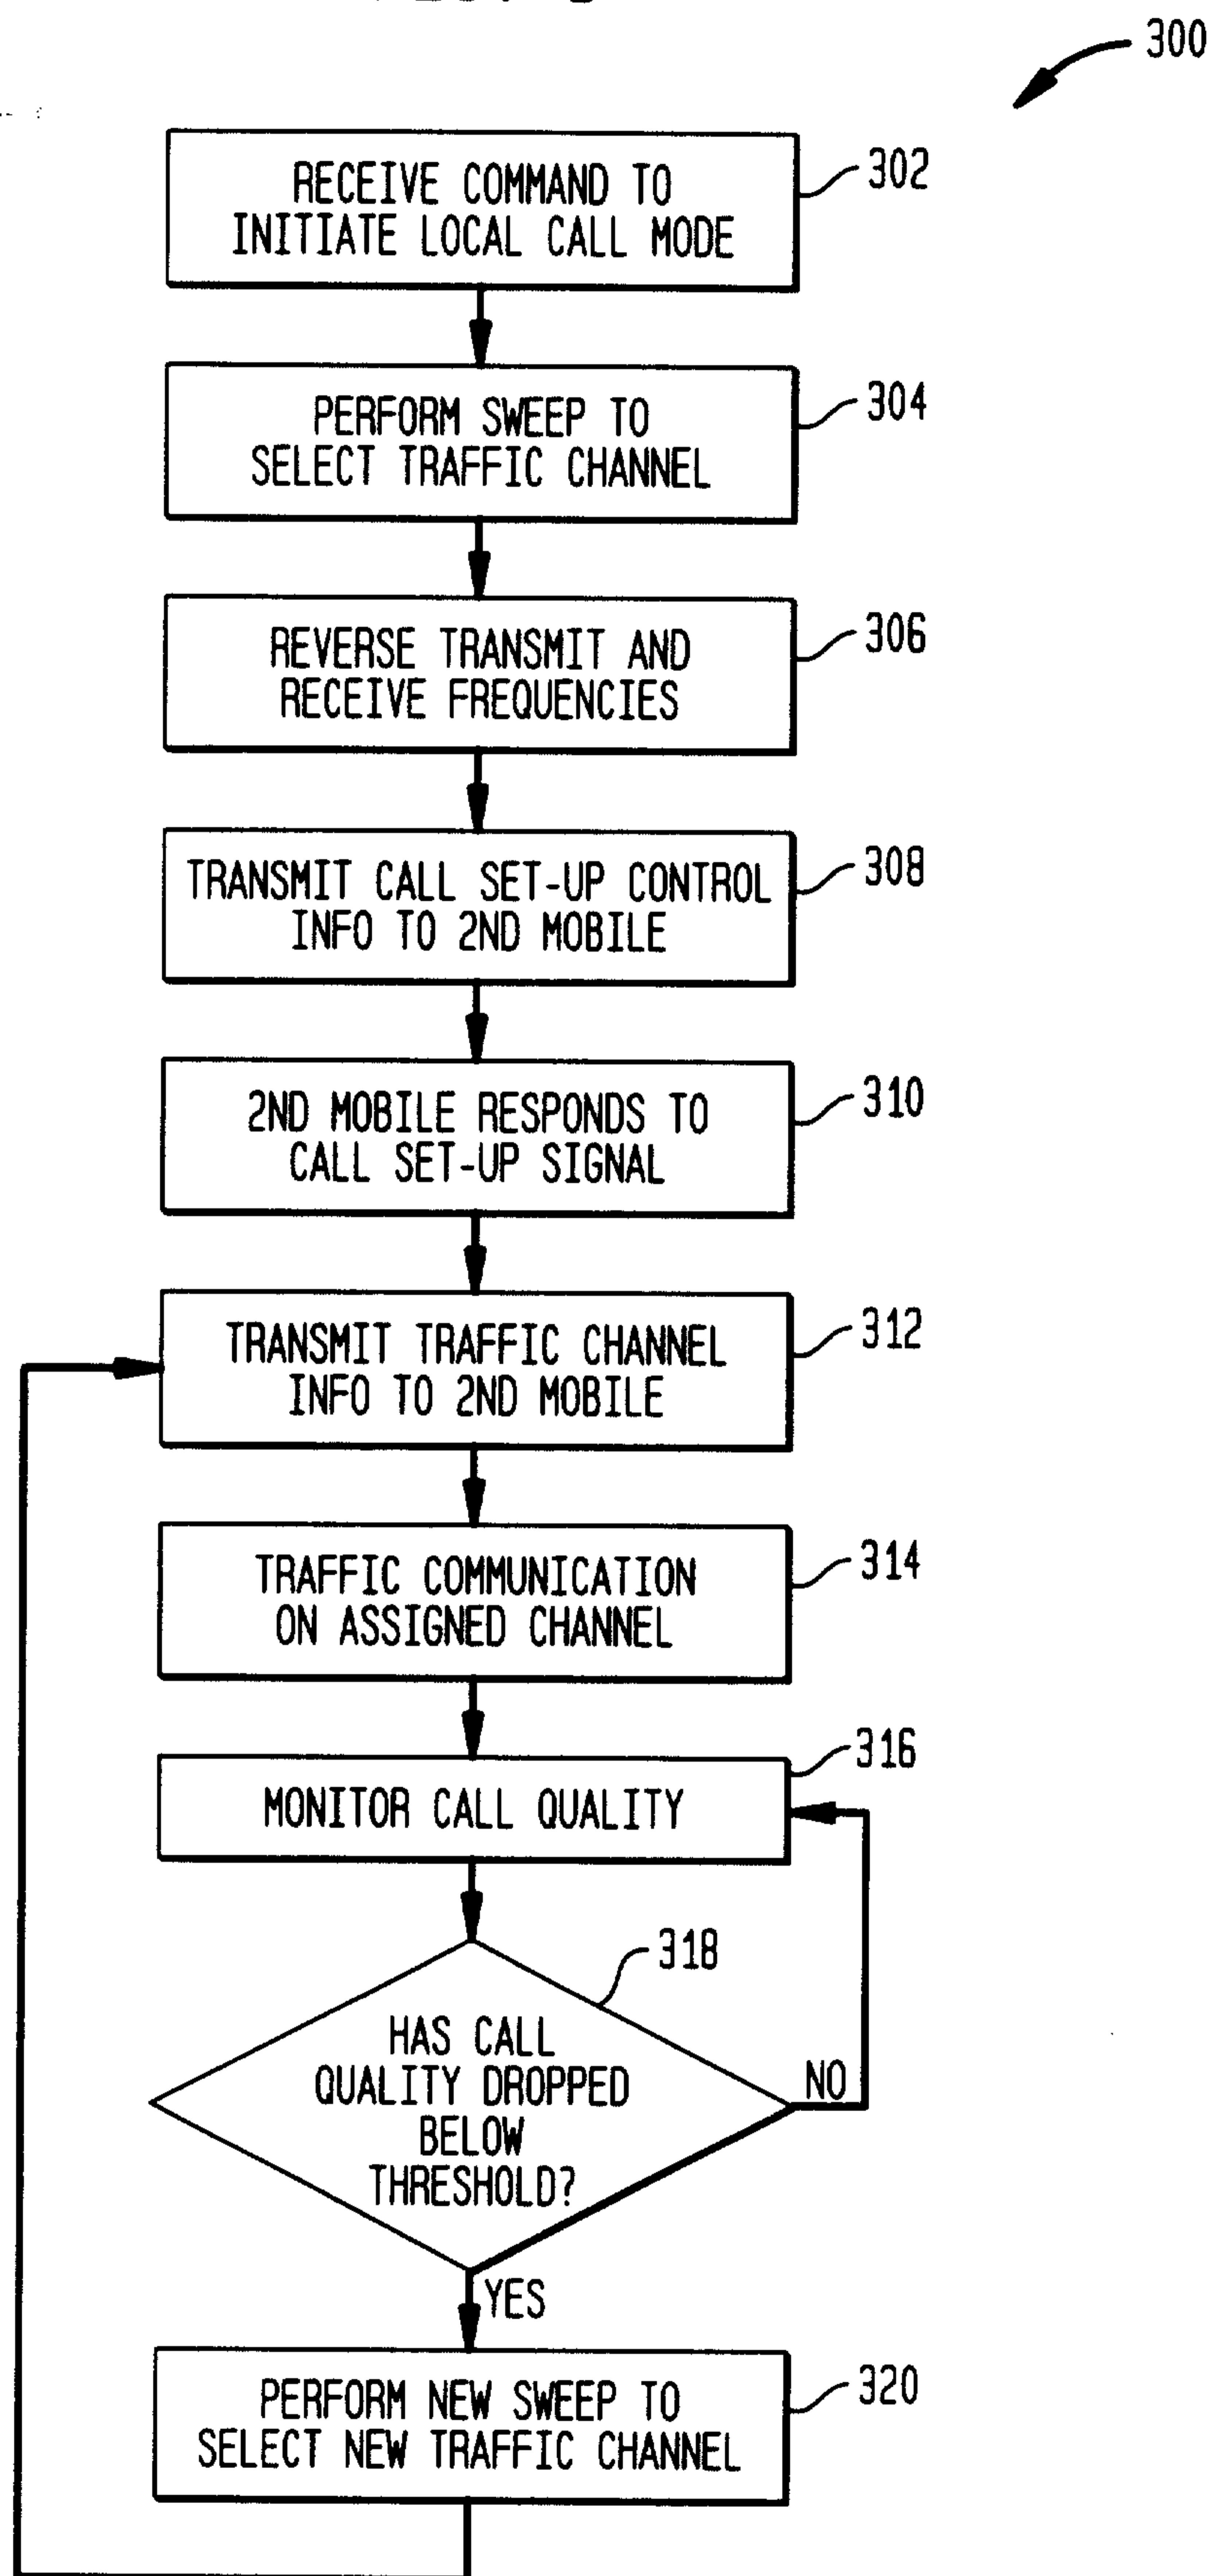 300
RECEIVE COMMAND TO
INITIATE LOCAL CALL MODE
302
PERFORM SWEEP TO
SELECT TRAFFIC CHANNEL
304
REVERSE TRANSMIT AND
RECEIVE FREQUENCIES
306
TRANSMIT CALL SET-UP CONTROL
INFO TO 2ND MOBILE
308
2ND MOBILE RESPONDS TO
CALL SET-UP SIGNAL
310
TRANSMIT TRAFFIC CHANNEL
INFO TO 2ND MOBILE
312
TRAFFIC COMMUNICATION
ON ASSIGNED CHANNEL
314
MONITOR CALL QUALITY
316
318
HAS CALL
QUALITY DROPPED
BELOW
THRESHOLD?
NO
YES
PERFORM NEW SWEEP TO
SELECT NEW TRAFFIC CHANNEL
320